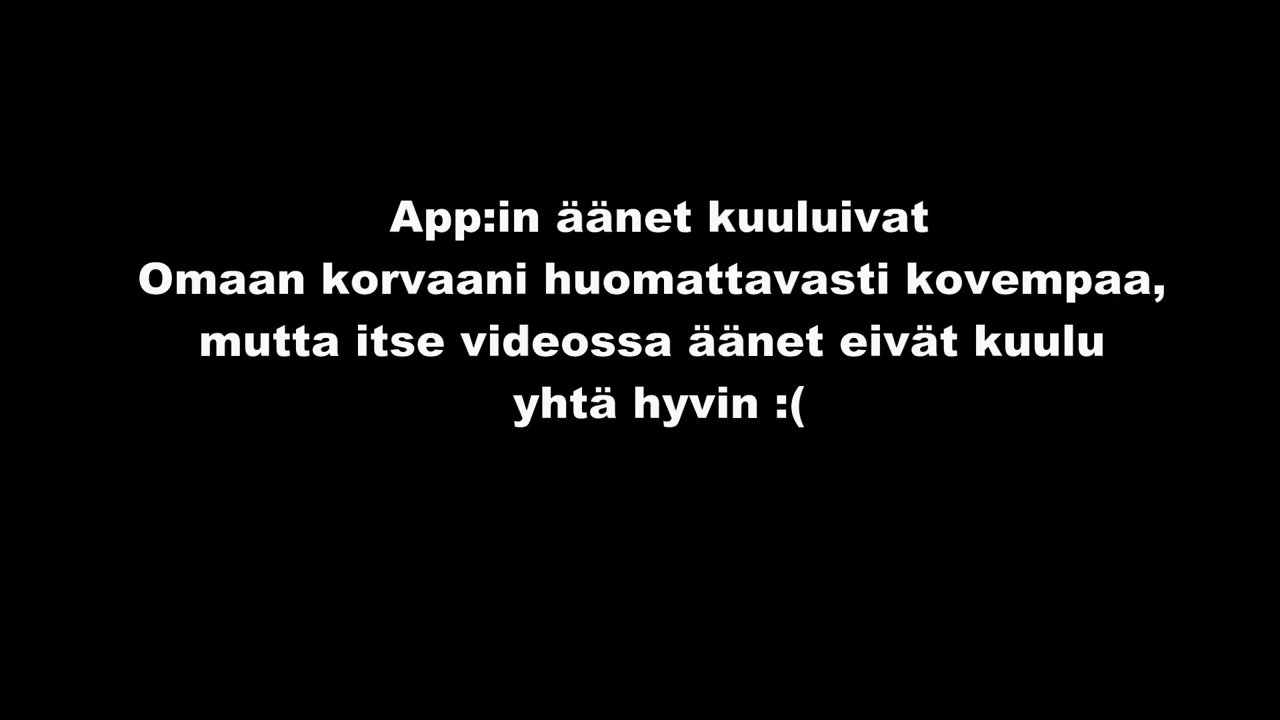 App:in äänet kuuluivat
Omaan korvaani huomattavasti kovempaa,
mutta itse videossa äänet eivät kuulu
yhtä hyvin :(